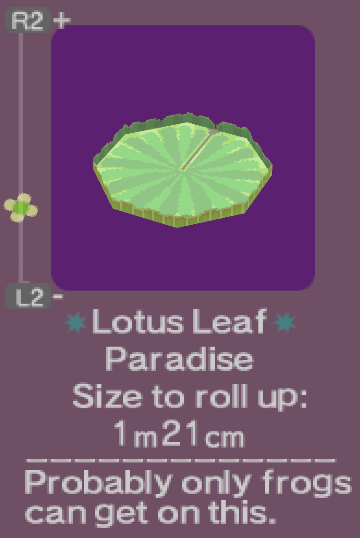 R2 +
L2 -
Lotus Leaf
Paradise
Size to roll up:
1m21cm
Probably only frogs
can get on this.